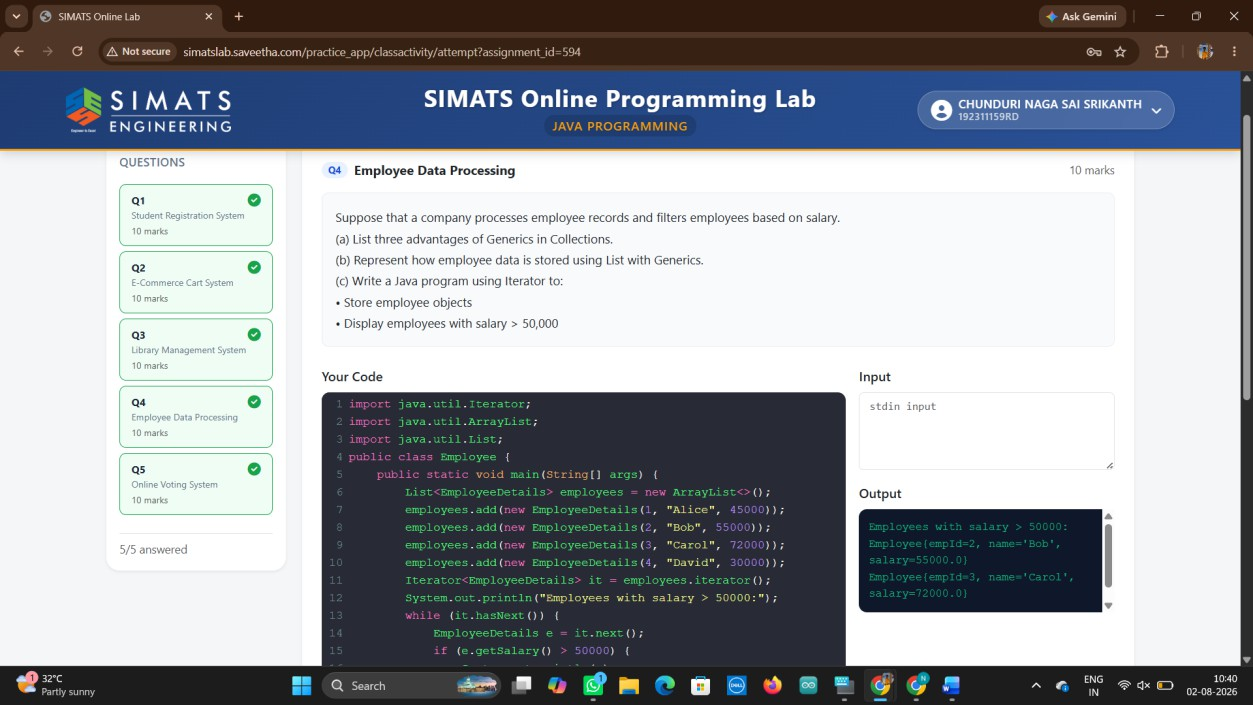 SIMATS Online Lab
Ask Gemini
Not secure
simatslab.saveetha.com/practice_app/classactivity/attempt?assignment_id=594
SIMATS
ENGINEERING
SIMATS Online Programming Lab
JAVA PROGRAMMING
CHUNDURI NAGA SAI SRIKANTH
192311159RD
QUESTIONS
Q1
Student Registration System
10 marks
Q2
E-Commerce Cart System
10 marks
Q3
Library Management System
10 marks
Q4
Employee Data Processing
10 marks
Q5
Online Voting System
10 marks
5/5 answered
Q4 Employee Data Processing
10 marks
Suppose that a company processes employee records and filters employees based on salary.
(a) List three advantages of Generics in Collections.
(b) Represent how employee data is stored using List with Generics.
(c) Write a Java program using Iterator to:
• Store employee objects
• Display employees with salary > 50,000
Your Code
1 import java.util.Iterator;
2 import java.util.ArrayList;
3 import java.util.List;
4 public class Employee {
5 public static void main(String[] args) {
6 List<EmployeeDetails> employees = new ArrayList<>();
7 employees.add(new EmployeeDetails(1, "Alice", 45000));
8 employees.add(new EmployeeDetails(2, "Bob", 55000));
9 employees.add(new EmployeeDetails(3, "Carol", 72000));
10 employees.add(new EmployeeDetails(4, "David", 30000));
11 Iterator<EmployeeDetails> it = employees.iterator();
12 System.out.println("Employees with salary > 50000:");
13 while (it.hasNext()) {
14 EmployeeDetails e = it.next();
15 if (e.getSalary() > 50000) {
Input
stdin input
Output
Employees with salary > 50000:
Employee{empId=2, name='Bob',
salary=55000.0}
Employee{empId=3, name='Carol',
salary=72000.0}
1
32°C
Partly sunny
Search
DELL
1
N
W
ENG
IN
10:40
02-08-2026